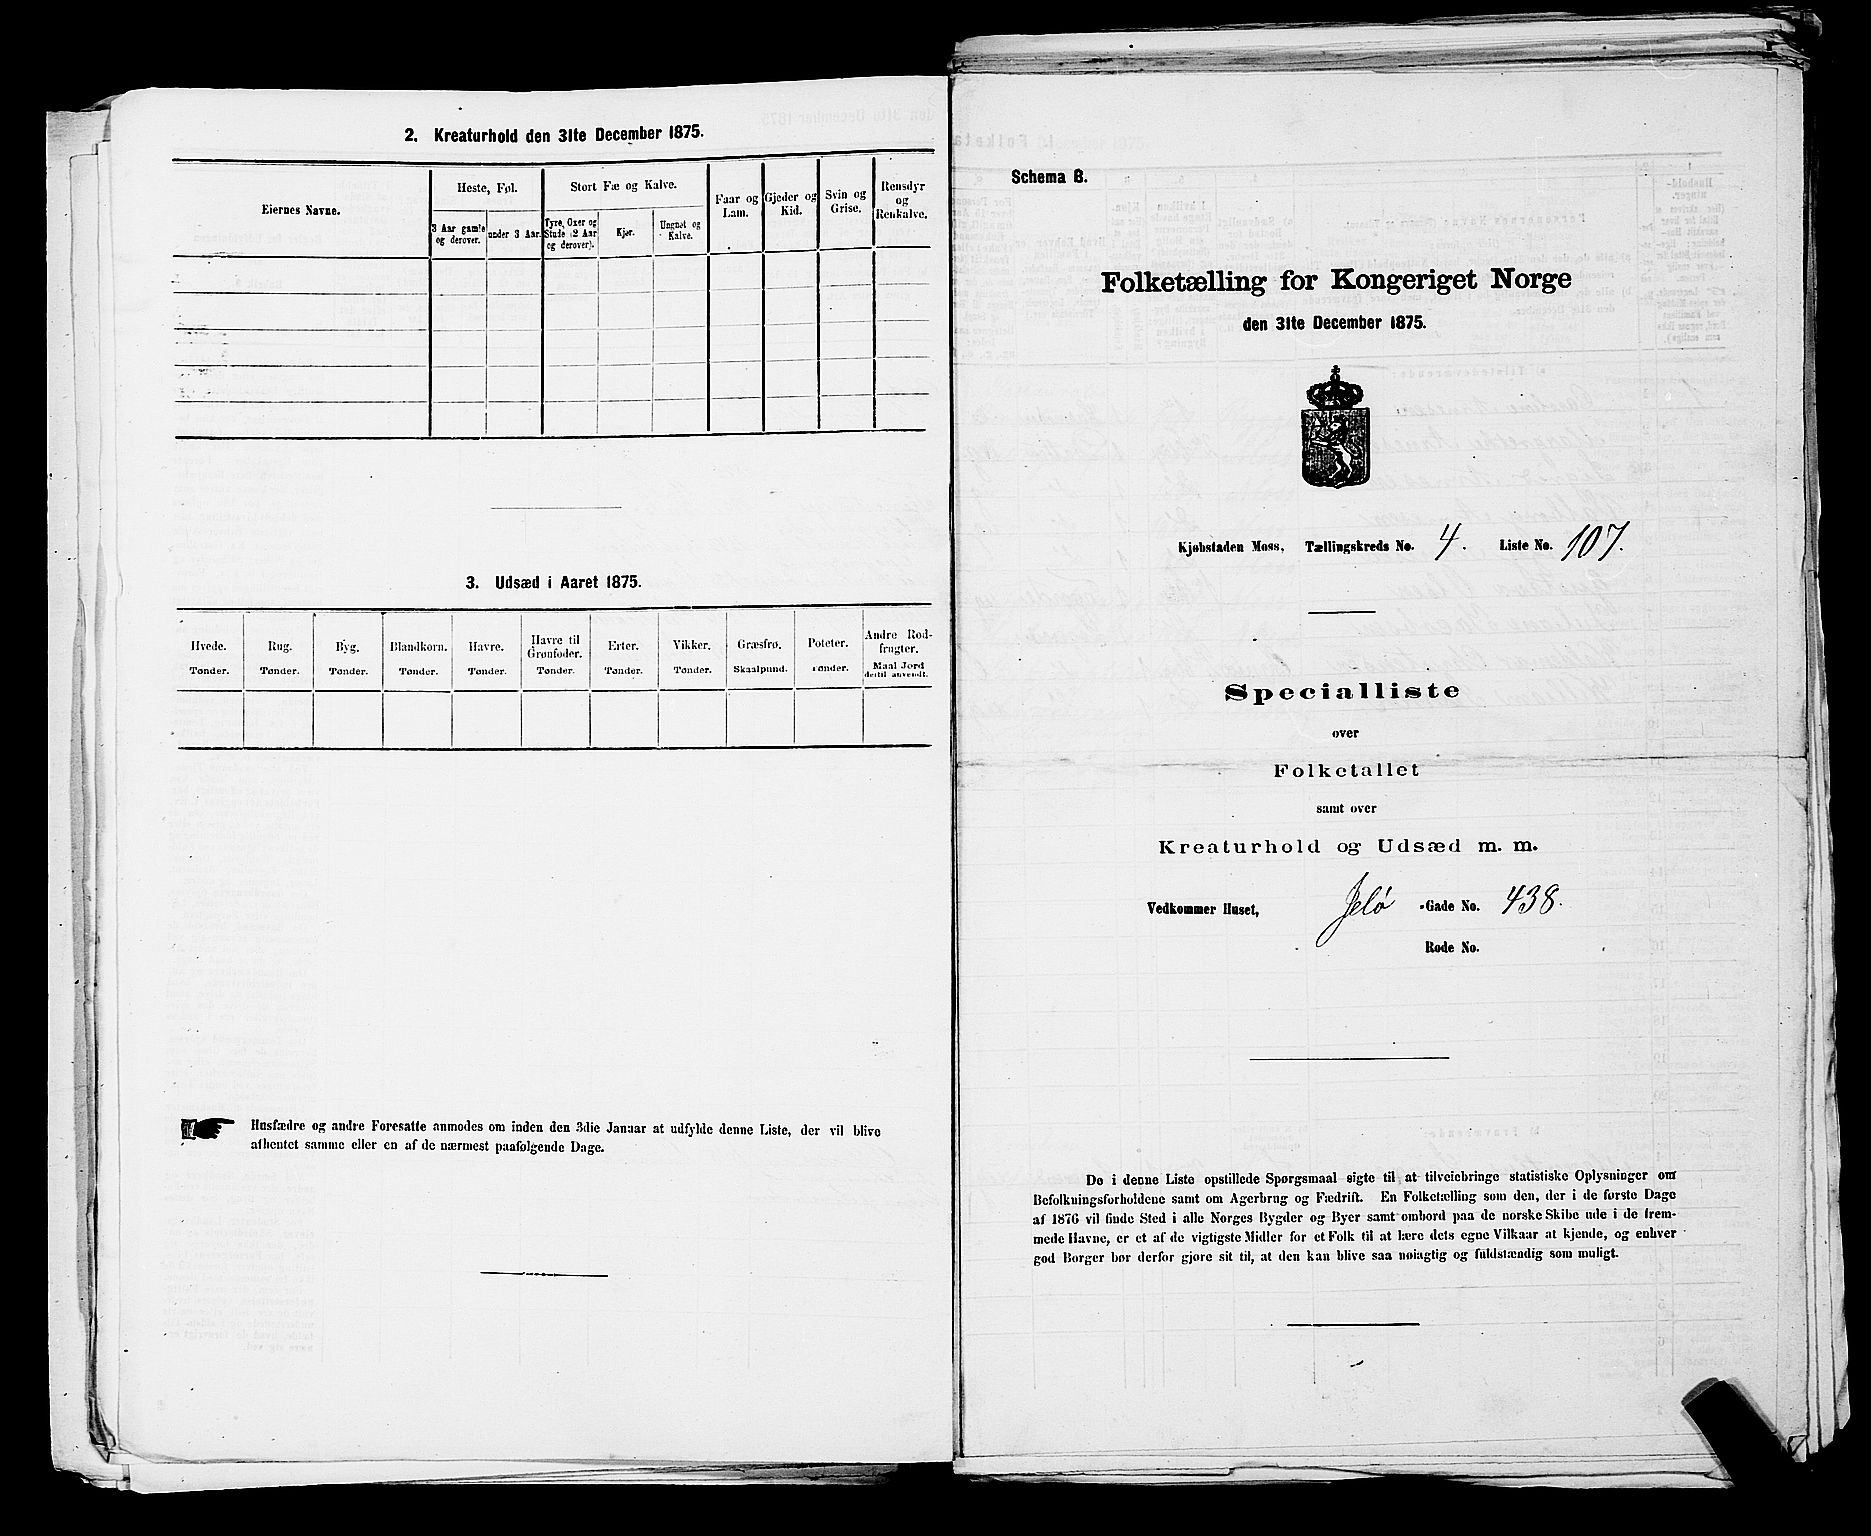 2. Kreaturhold den 31te December 1875.
Eiernes Navne.
Heste, Føl.
3 Aar gamle og derover.
under 3 Aar.
Stort Fæ og Kalve.
Tyre, Oxer og Stude (2 Aar og derover).
Kjør.
Ungnøt og Kalve.
Faar og Lam.
Gjeder og Kid.
Svin og Grise.
Rensdyr og Renkalve.
3. Udsæd i Aaret 1875.
Hvede. Rug. Byg. Blandkorn. Havre. Havre til Grønfoder. Erter. Vikker. Græsfrø. Poteter. Andre Rodfrugter.
Tønder. Tønder. Tønder. Tønder. Tønder. Tønder. Tønder. Tønder. Skaalpund. Tønder. Maal Jord dertil anvendt.
Husfædre og andre Foresatte anmodes om inden den 3die Januar at udfylde denne Liste, der vil blive
afhentet samme eller en af de nærmest paafølgende Dage.
Schema B.
Folketælling for Kongeriget Norge
den 31te December 1875.
Kjøbstaden Moss, Tællingskreds No. 4. Liste No. 107.
Specialliste
over
Folketallet
samt over
Kreaturhold og Udsæd m. m.
Vedkommer Huset, Jelø -Gade No. 438.
Rode No.
De i denne Liste opstillede Spørgsmaal sigte til, at tilveiebringe statistiske Oplysninger om
Befolkningsforholdene samt om Agerbrug og Fædrift. En Folketælling som den, der i de første Dage
af 1876 vil finde Sted i alle Norges Bygder og Byer samt ombord paa de norske Skibe ude i de frem-
mede Havne, er et af de vigtigste Midler for et Folk til at lære dets egne Vilkaar at kjende, og enhver
god Borger bør derfor gjøre sit til, at den kan blive saa nøiagtig og fuldstændig som muligt.